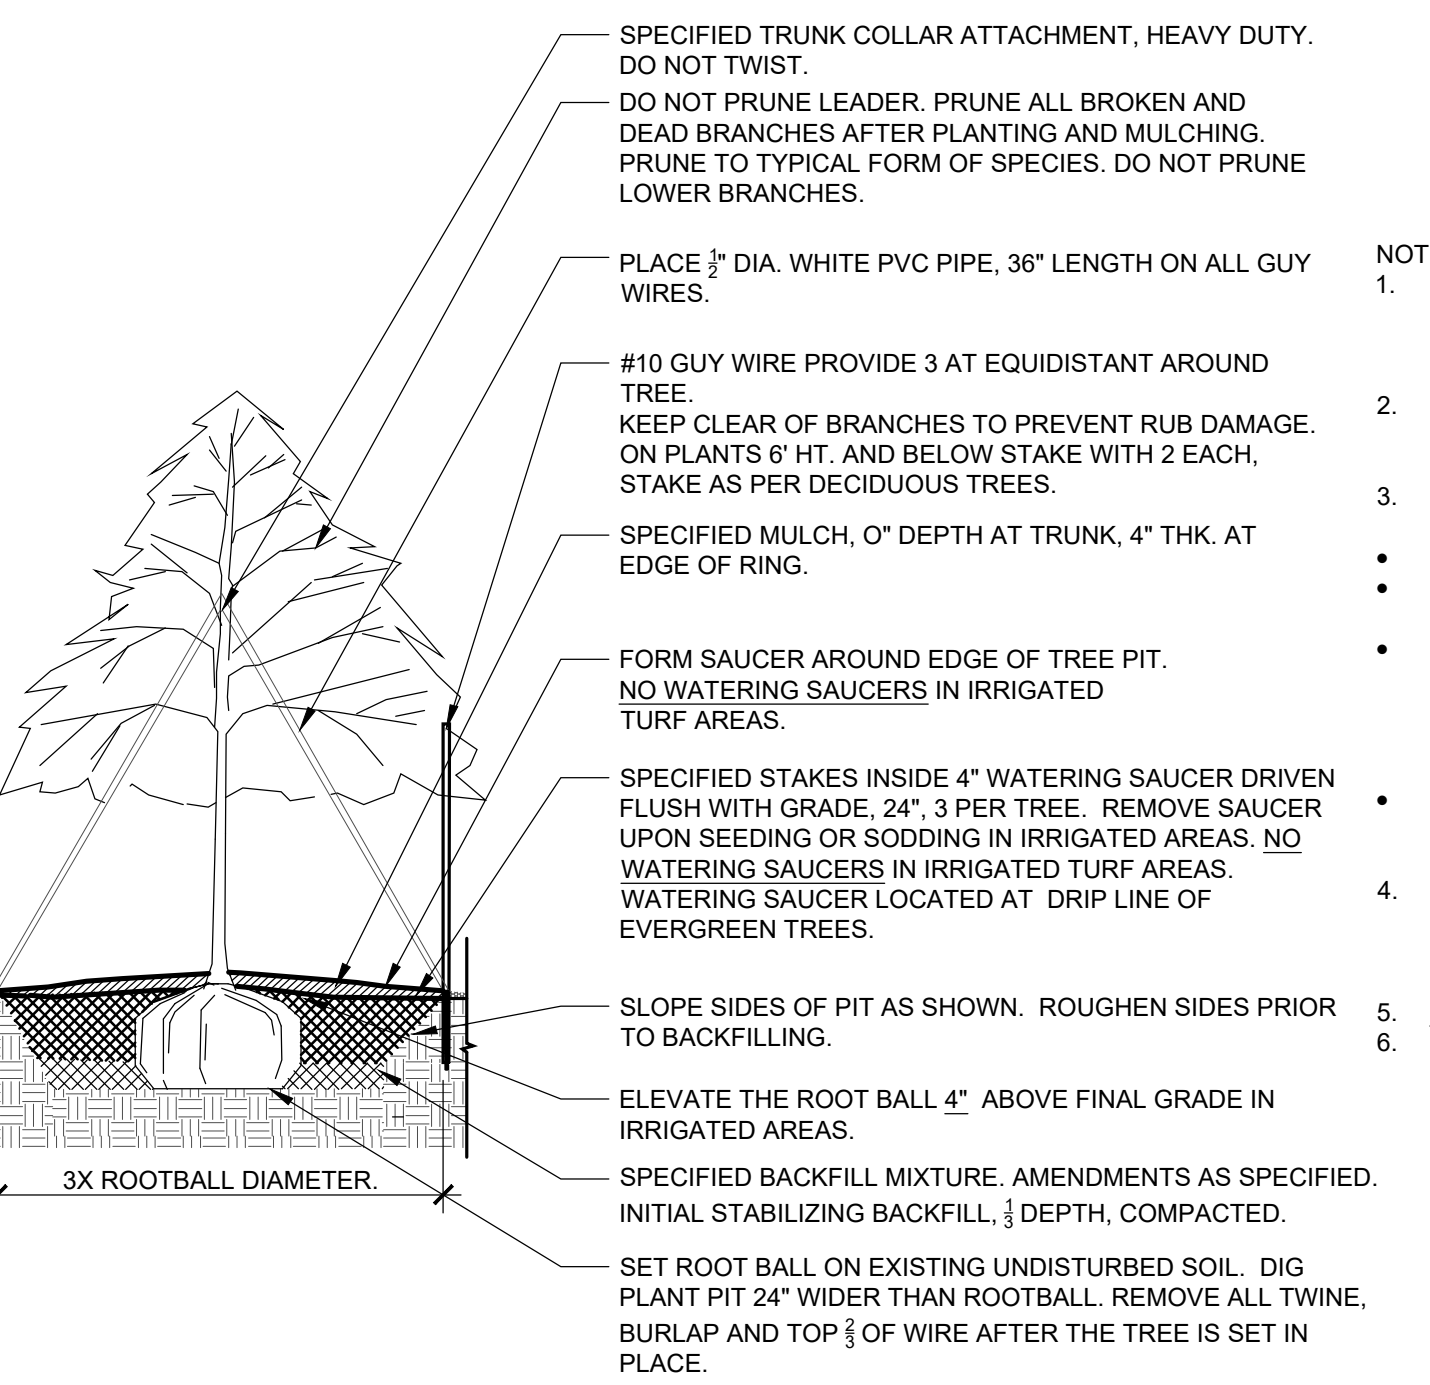 SPECIFIED TRUNK COLLAR ATTACHMENT, HEAVY DUTY.
DO NOT TWIST.
DO NOT PRUNE LEADER. PRUNE ALL BROKEN AND
DEAD BRANCHES AFTER PLANTING AND MULCHING.
PRUNE TO TYPICAL FORM OF SPECIES. DO NOT PRUNE
LOWER BRANCHES.
PLACE 1/2" DIA. WHITE PVC PIPE, 36" LENGTH ON ALL GUY
WIRES.
#10 GUY WIRE PROVIDE 3 AT EQUIDISTANT AROUND
TREE.
KEEP CLEAR OF BRANCHES TO PREVENT RUB DAMAGE.
ON PLANTS 6' HT. AND BELOW STAKE WITH 2 EACH,
STAKE AS PER DECIDUOUS TREES.
SPECIFIED MULCH, O" DEPTH AT TRUNK, 4" THK. AT
EDGE OF RING.
FORM SAUCER AROUND EDGE OF TREE PIT.
NO WATERING SAUCERS IN IRRIGATED
TURF AREAS.
SPECIFIED STAKES INSIDE 4" WATERING SAUCER DRIVEN
FLUSH WITH GRADE, 24", 3 PER TREE. REMOVE SAUCER
UPON SEEDING OR SODDING IN IRRIGATED AREAS. NO
WATERING SAUCERS IN IRRIGATED TURF AREAS.
WATERING SAUCER LOCATED AT DRIP LINE OF
EVERGREEN TREES.
SLOPE SIDES OF PIT AS SHOWN. ROUGHEN SIDES PRIOR
TO BACKFILLING.
ELEVATE THE ROOT BALL 4" ABOVE FINAL GRADE IN
IRRIGATED AREAS.
SPECIFIED BACKFILL MIXTURE. AMENDMENTS AS SPECIFIED.
INITIAL STABILIZING BACKFILL, 1/3 DEPTH, COMPACTED.
SET ROOT BALL ON EXISTING UNDISTURBED SOIL. DIG
PLANT PIT 24" WIDER THAN ROOTBALL. REMOVE ALL TWINE,
BURLAP AND TOP 2/3 OF WIRE AFTER THE TREE IS SET IN
PLACE.
3X ROOTBALL DIAMETER.
NOT
1.
2.
3.
•
•
•
•
4.
5.
6.